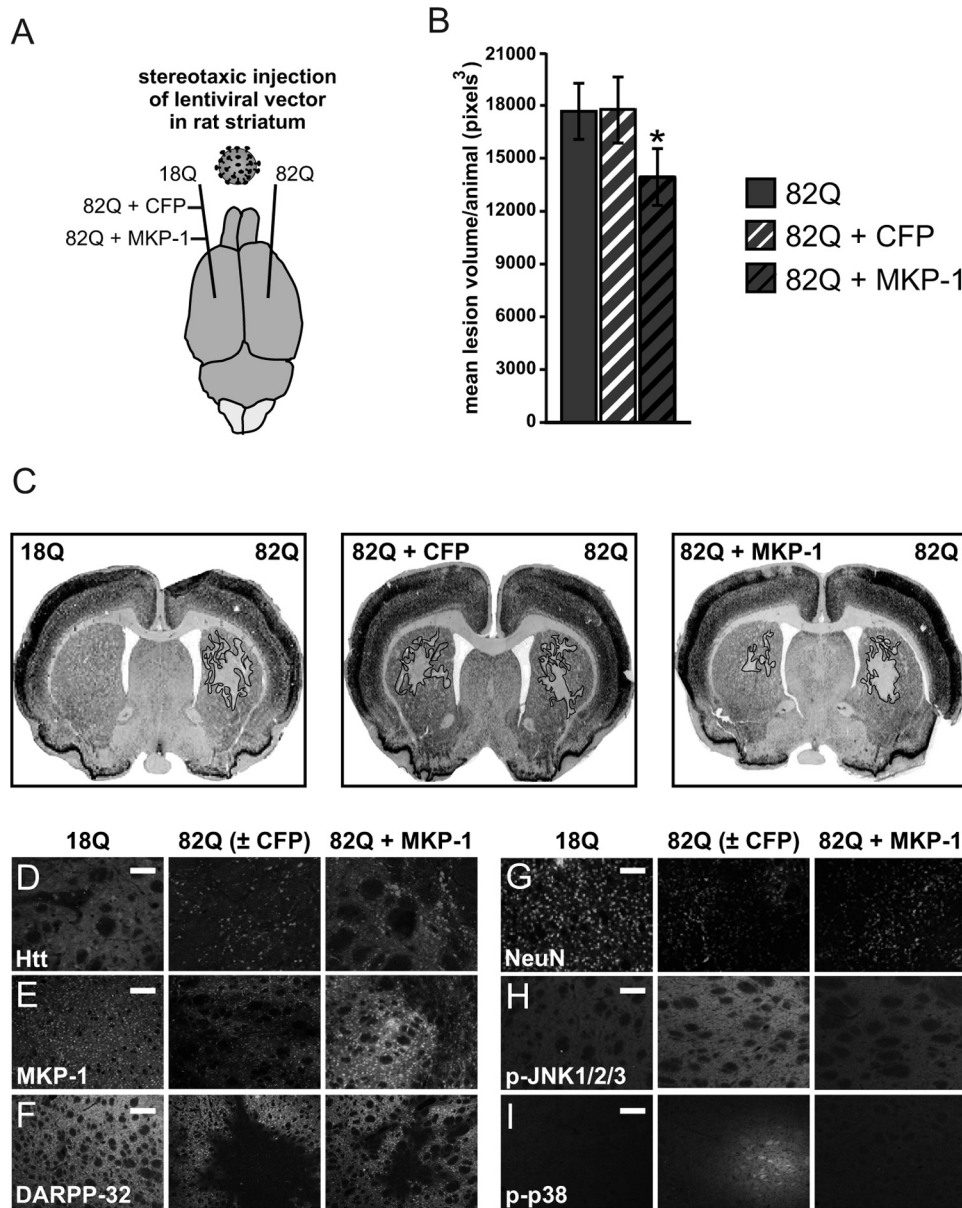 A
stereotaxic injection
of lentiviral vector
in rat striatum
18Q
82Q
82Q + CFP
82Q + MKP-1
B
mean lesion volume/animal (pixels³)
21000
18000
15000
12000
9000
6000
3000
0
*
82Q
82Q + CFP
82Q + MKP-1
C
18Q 82Q
82Q + CFP 82Q
82Q + MKP-1 82Q
18Q 82Q (± CFP) 82Q + MKP-1
D
Htt
E
MKP-1
F
DARPP-32
18Q 82Q (± CFP) 82Q + MKP-1
G
NeuN
H
p-JNK1/2/3
I
p-p38